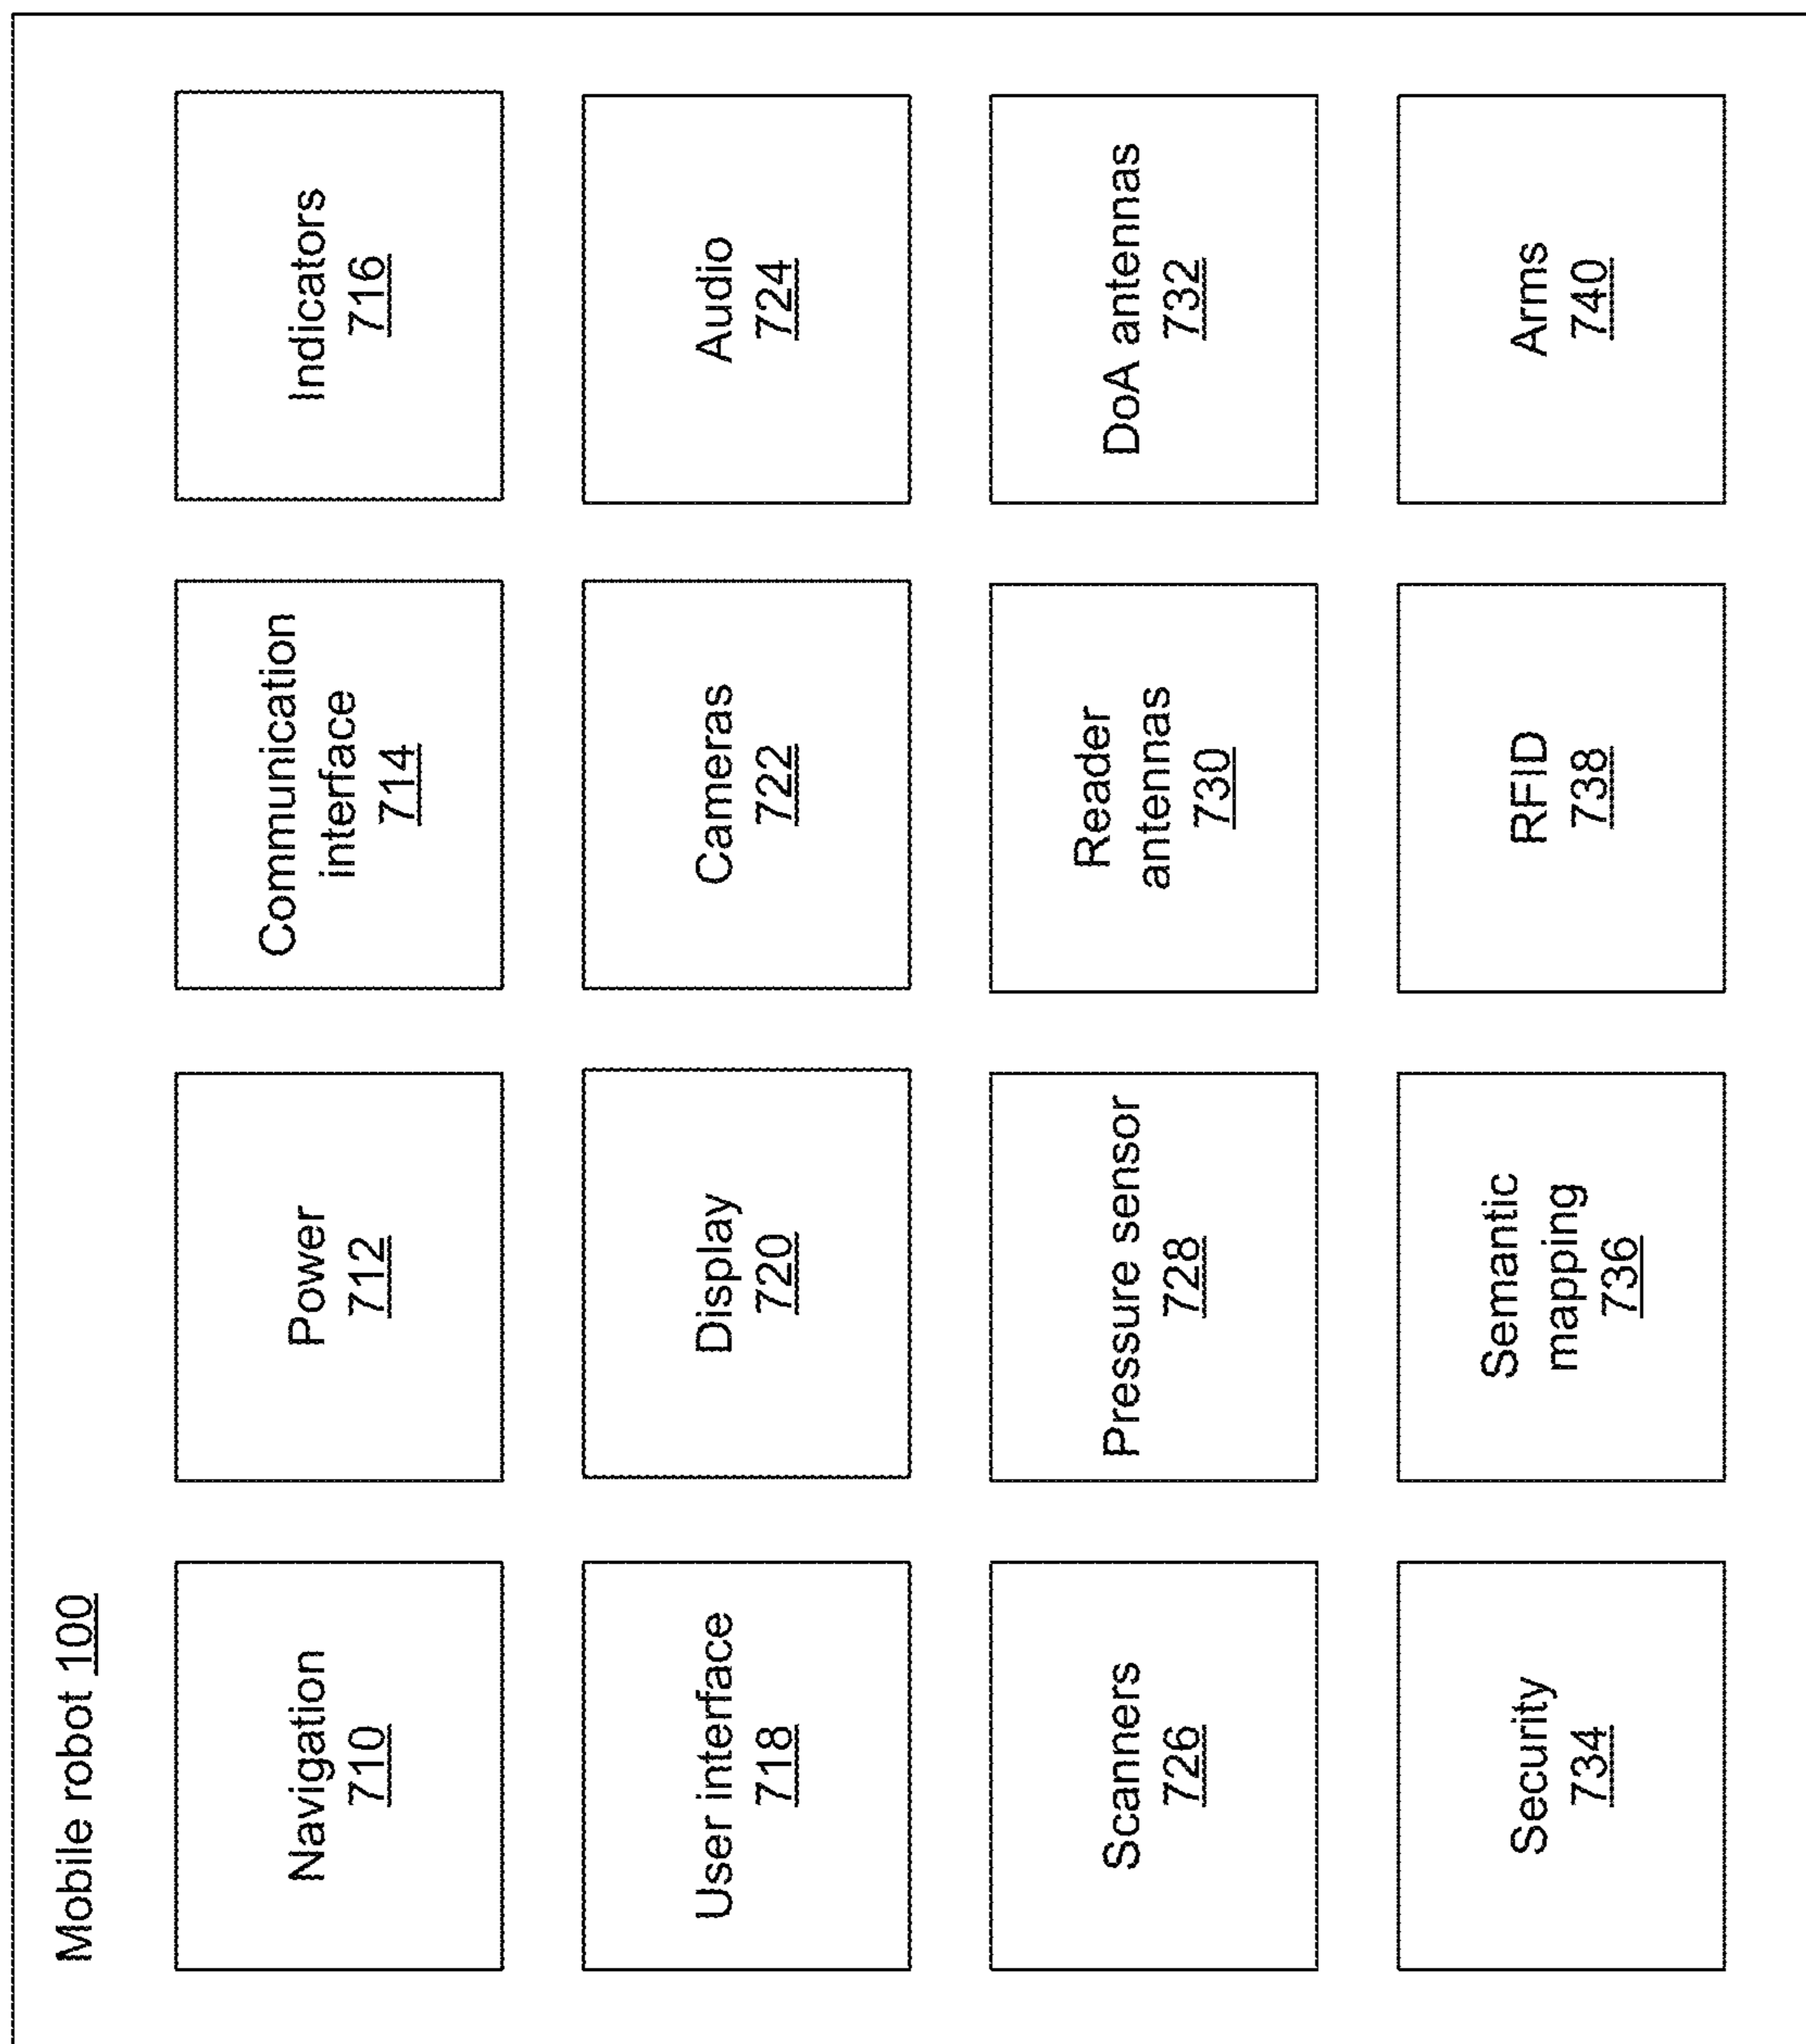 Mobile robot 100
Navigation
710
Power
712
Communication
interface
714
Indicators
716
User interface
718
Display
720
Cameras
722
Audio
724
Scanners
726
Pressure sensor
728
Reader
antennas
730
DoA antennas
732
Security
734
Semantic
mapping
736
RFID
738
Arms
740